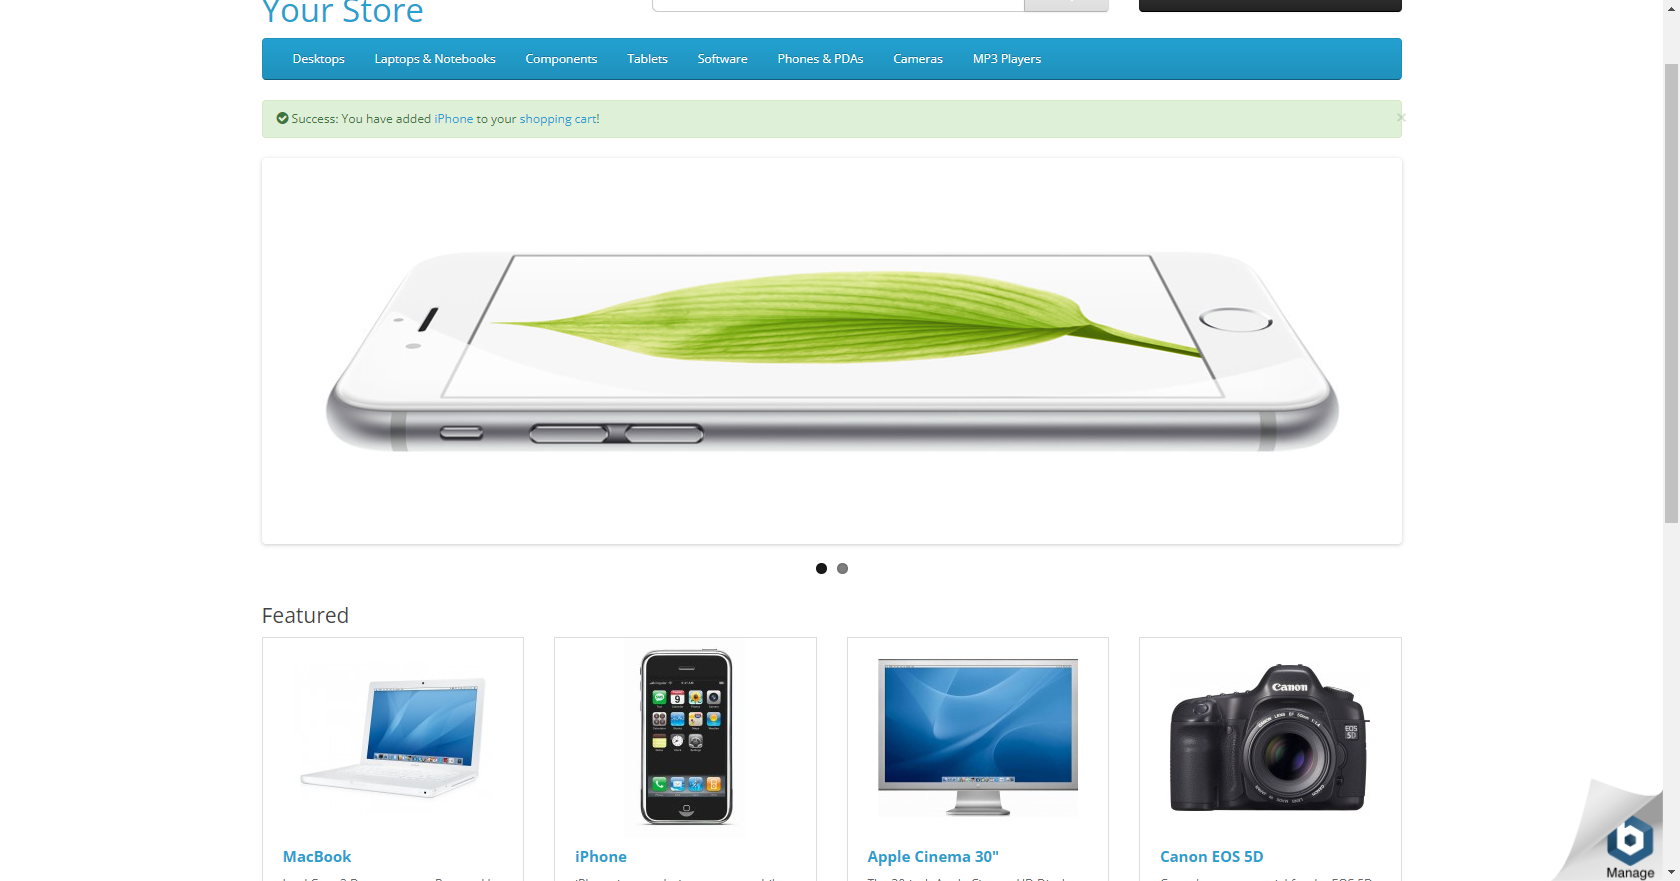 Your Store
Desktops Laptops & Notebooks Components Tablets Software Phones & PDAs Cameras MP3 Players
Success: You have added iPhone to your shopping cart!
×
Featured
Canon
MacBook
iPhone
Apple Cinema 30"
Canon EOS 5D
Manage